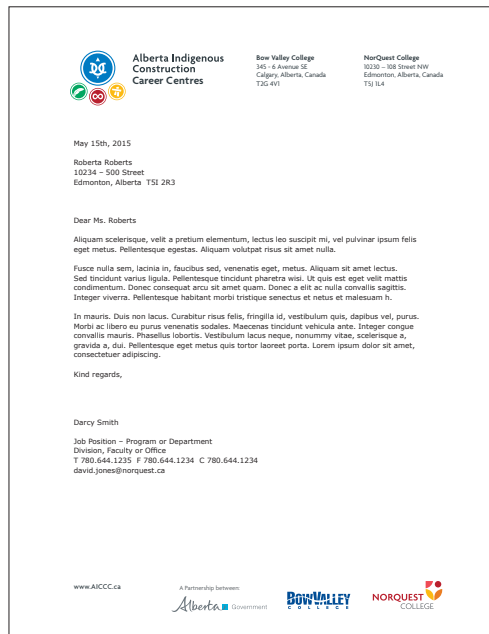 Alberta Indigenous
Construction
Career Centres
Bow Valley College
345 - 6 Avenue SE
Calgary, Alberta, Canada
T2G 4V1
NorQuest College
10230 – 108 Street NW
Edmonton, Alberta, Canada
T5J 1L4
May 15th, 2015
Roberta Roberts
10234 – 500 Street
Edmonton, Alberta  T5I 2R3
Dear Ms. Roberts
Aliquam scelerisque, velit a pretium elementum, lectus leo suscipit mi, vel pulvinar ipsum felis
eget metus. Pellentesque egestas. Aliquam volutpat risus sit amet nulla.
Fusce nulla sem, lacinia in, faucibus sed, venenatis eget, metus. Aliquam sit amet lectus.
Sed tincidunt varius ligula. Pellentesque tincidunt pharetra wisi. Ut quis est eget velit mattis
condimentum. Donec consequat arcu sit amet quam. Donec a elit ac nulla convallis sagittis.
Integer viverra. Pellentesque habitant morbi tristique senectus et netus et malesuam h.
In mauris. Duis non lacus. Curabitur risus felis, fringilla id, vestibulum quis, dapibus vel, purus.
Morbi ac libero eu purus venenatis sodales. Maecenas tincidunt vehicula ante. Integer congue
convallis mauris. Phasellus lobortis. Vestibulum lacus neque, nonummy vitae, scelerisque a,
gravida a, dui. Pellentesque eget metus quis tortor laoreet porta. Lorem ipsum dolor sit amet,
consectetuer adipiscing.
Kind regards,
Darcy Smith
Job Position – Program or Department
Division, Faculty or Office
T 780.644.1235  F 780.644.1234  C 780.644.1234
david.jones@norquest.ca
www.AICCC.ca
A Partnership between:
Alberta Government
BOW VALLEY
COLLEGE
NORQUEST
COLLEGE